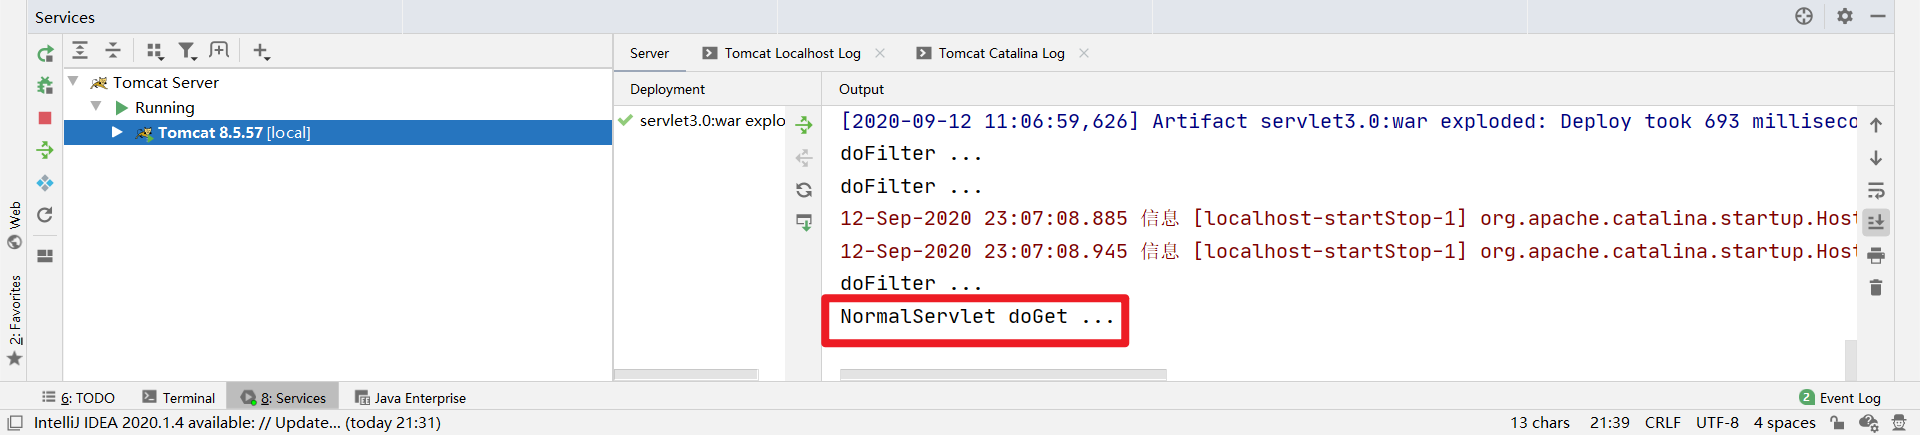 Services
Tomcat Server
Running
Tomcat 8.5.57 [local]
Server
Tomcat Localhost Log
Tomcat Catalina Log
Deployment
Output
servlet3.0:war explo
[2020-09-12 11:06:59,626] Artifact servlet3.0:war exploded: Deploy took 693 milliseco
doFilter ...
doFilter ...
12-Sep-2020 23:07:08.885 信息 [localhost-startStop-1] org.apache.catalina.startup.Host
12-Sep-2020 23:07:08.945 信息 [localhost-startStop-1] org.apache.catalina.startup.Host
doFilter ...
NormalServlet doGet ...
Web
2: Favorites
6: TODO
Terminal
8: Services
Java Enterprise
2 Event Log
IntelliJ IDEA 2020.1.4 available: // Update... (today 21:31)
13 chars
21:39
CRLF
UTF-8
4 spaces